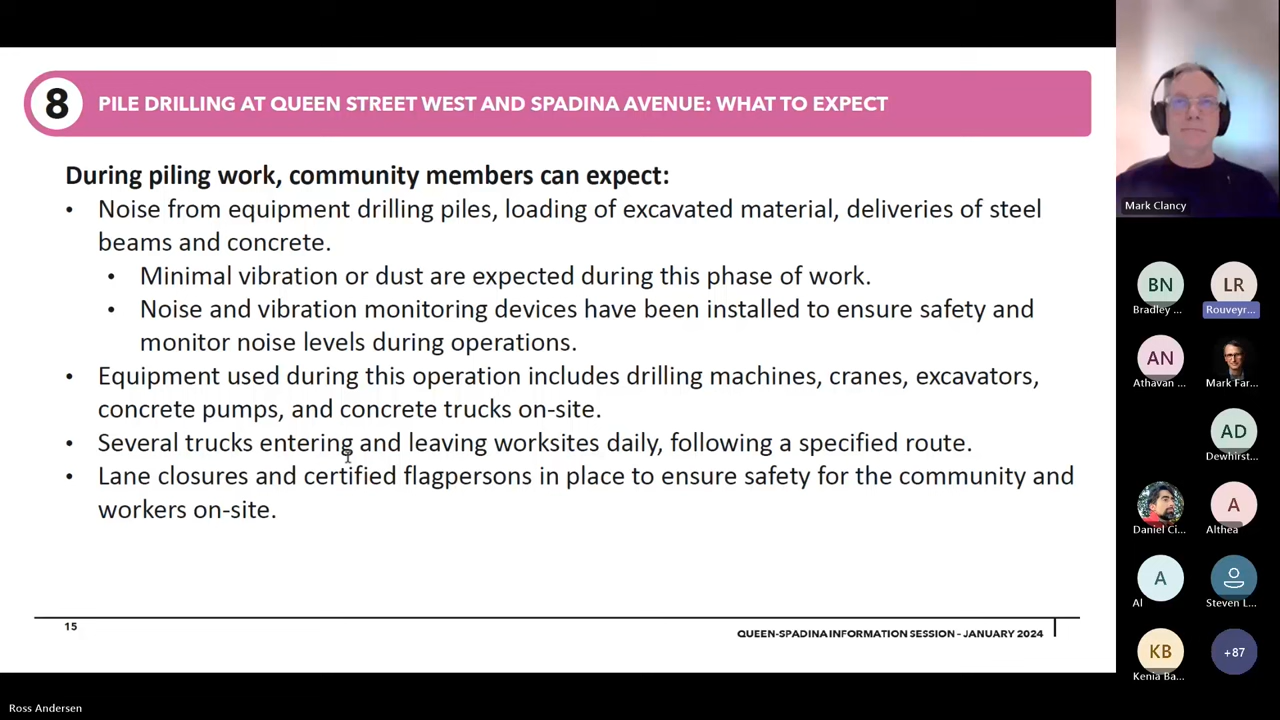 8
PILE DRILLING AT QUEEN STREET WEST AND SPADINA AVENUE: WHAT TO EXPECT
During piling work, community members can expect:
• Noise from equipment drilling piles, loading of excavated material, deliveries of steel
beams and concrete.
• Minimal vibration or dust are expected during this phase of work.
• Noise and vibration monitoring devices have been installed to ensure safety and
monitor noise levels during operations.
• Equipment used during this operation includes drilling machines, cranes, excavators,
concrete pumps, and concrete trucks on-site.
• Several trucks entering and leaving worksites daily, following a specified route.
• Lane closures and certified flagpersons in place to ensure safety for the community and
workers on-site.
15
QUEEN-SPADINA INFORMATION SESSION – JANUARY 2024
Ross Andersen
Mark Clancy
BN
Bradley ...
LR
Rouveyr...
AN
Athavan ...
Mark Far...
AD
Dewhirst...
Daniel Ci...
A
Althea
A
Al
Steven L...
KB
Kenia Ba...
+87